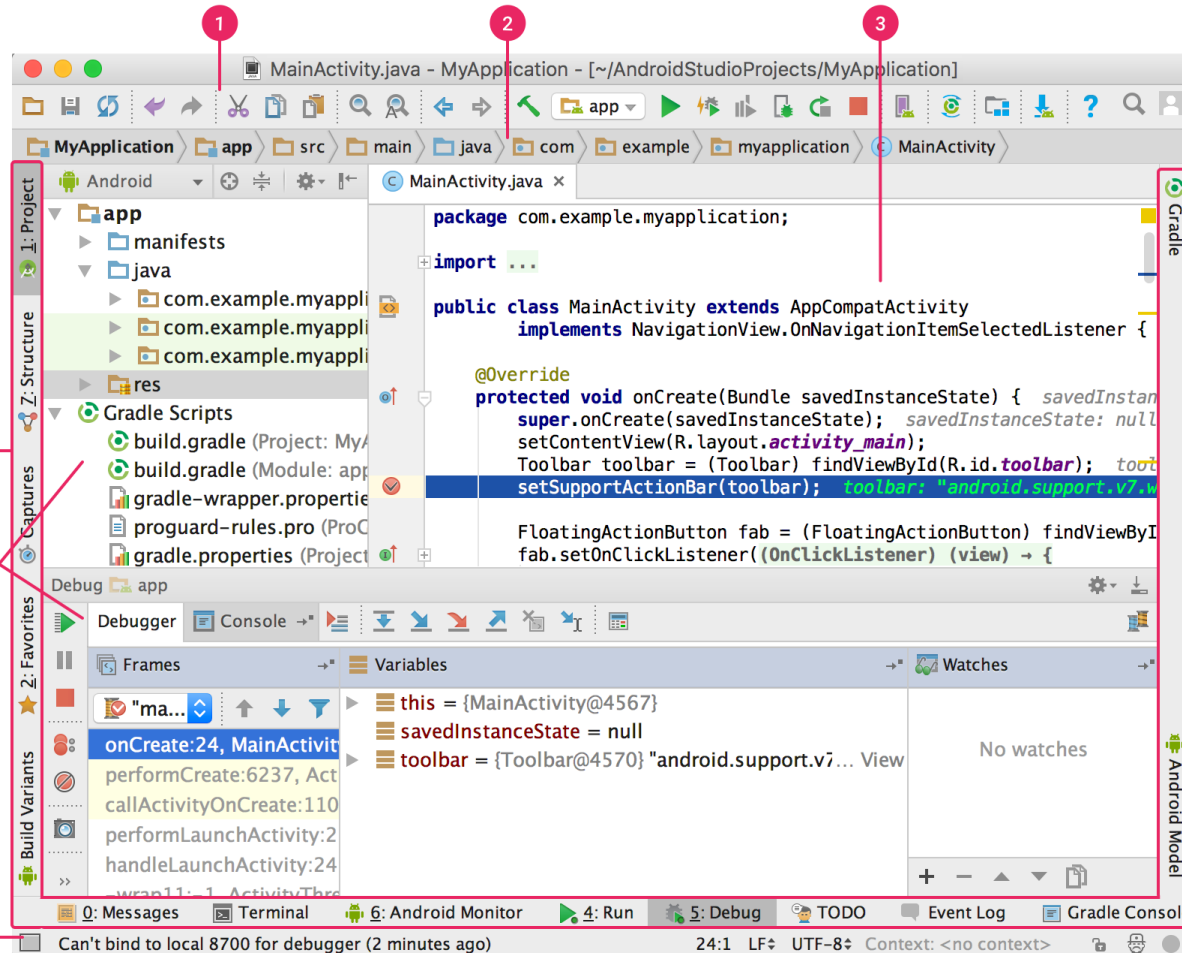 1 2 3
MainActivity.java - MyApplication - [~/AndroidStudioProjects/MyApplication]
app
MyApplication app src main java com example myapplication MainActivity
1: Project
Z: Structure
Captures
2: Favorites
Build Variants
Android
app
manifests
java
com.example.myappli
com.example.myappli
com.example.myappli
res
Gradle Scripts
build.gradle (Project: MyA
build.gradle (Module: app
gradle-wrapper.propertie
proguard-rules.pro (ProC
gradle.properties (Project
MainActivity.java ×
package com.example.myapplication;
import ...
public class MainActivity extends AppCompatActivity
implements NavigationView.OnNavigationItemSelectedListener {
@Override
protected void onCreate(Bundle savedInstanceState) { savedInstan
super.onCreate(savedInstanceState); savedInstanceState: null
setContentView(R.layout.activity_main);
Toolbar toolbar = (Toolbar) findViewById(R.id.toolbar); tool
setSupportActionBar(toolbar); toolbar: "android.support.v7.w
FloatingActionButton fab = (FloatingActionButton) findViewByI
fab.setOnClickListener((OnClickListener) (view) → {
Gradle
Android Model
Debug app
Debugger Console
Frames
"ma...
onCreate:24, MainActivit
performCreate:6237, Act
callActivityOnCreate:110
performLaunchActivity:2
handleLaunchActivity:24
-wrap11:-1, ActivityThre
Variables
this = {MainActivity@4567}
savedInstanceState = null
toolbar = {Toolbar@4570} "android.support.v7... View
Watches
No watches
0: Messages Terminal 6: Android Monitor 4: Run 5: Debug TODO Event Log Gradle Consol
Can't bind to local 8700 for debugger (2 minutes ago) 24:1 LF UTF-8 Context: <no context>